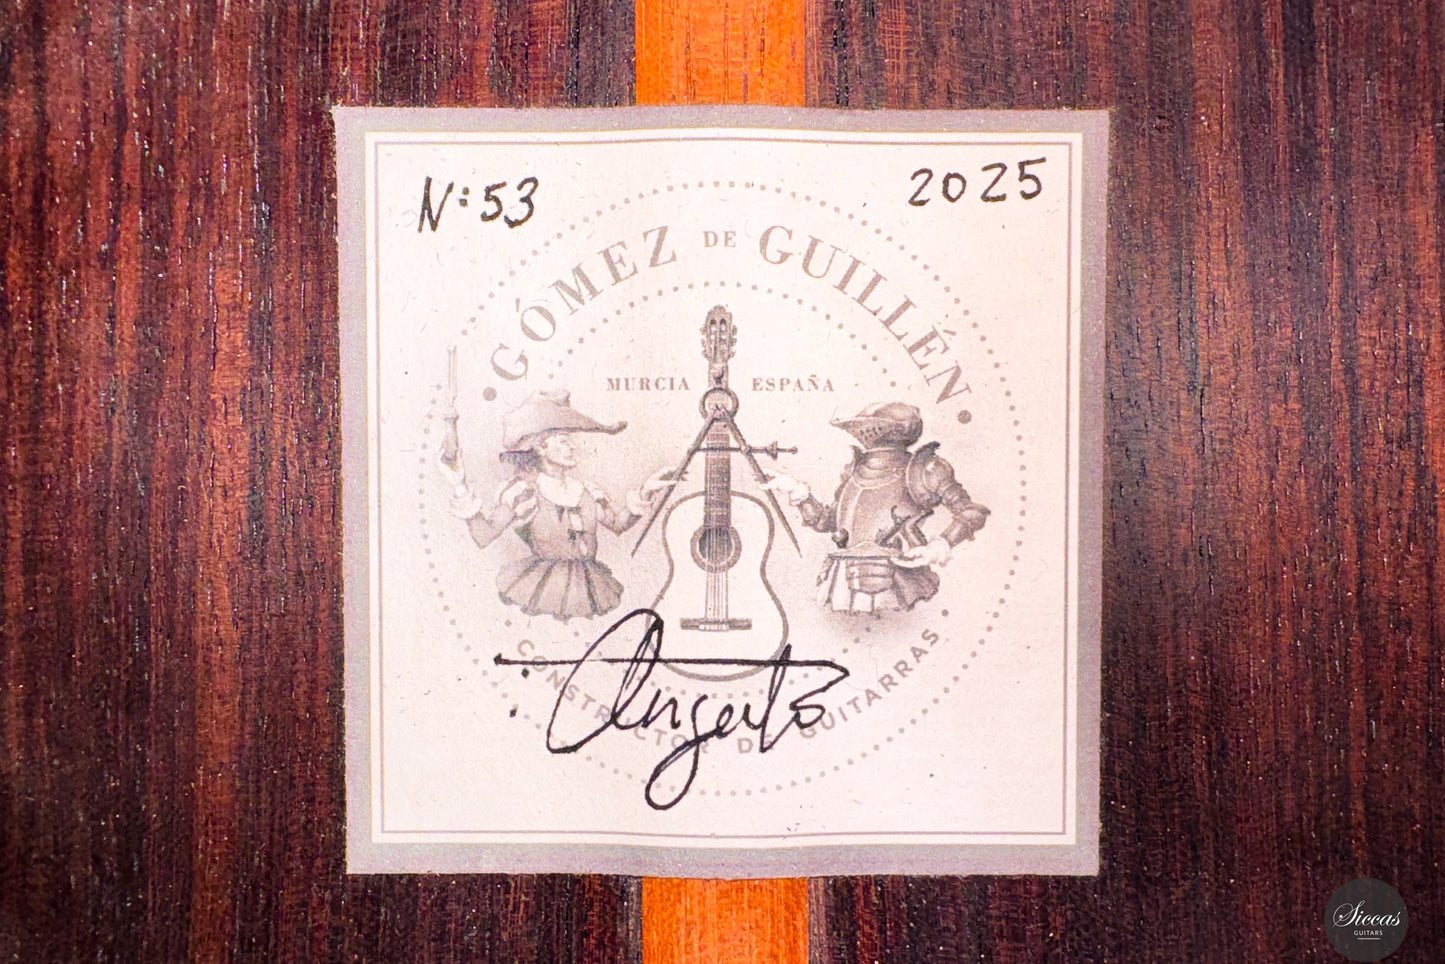 N: 53
2025
GÓMEZ DE GUILLÉN
MURCIA ESPAÑA
CONSTRUCTOR DE GUITARRAS
Siccas
GUITARS